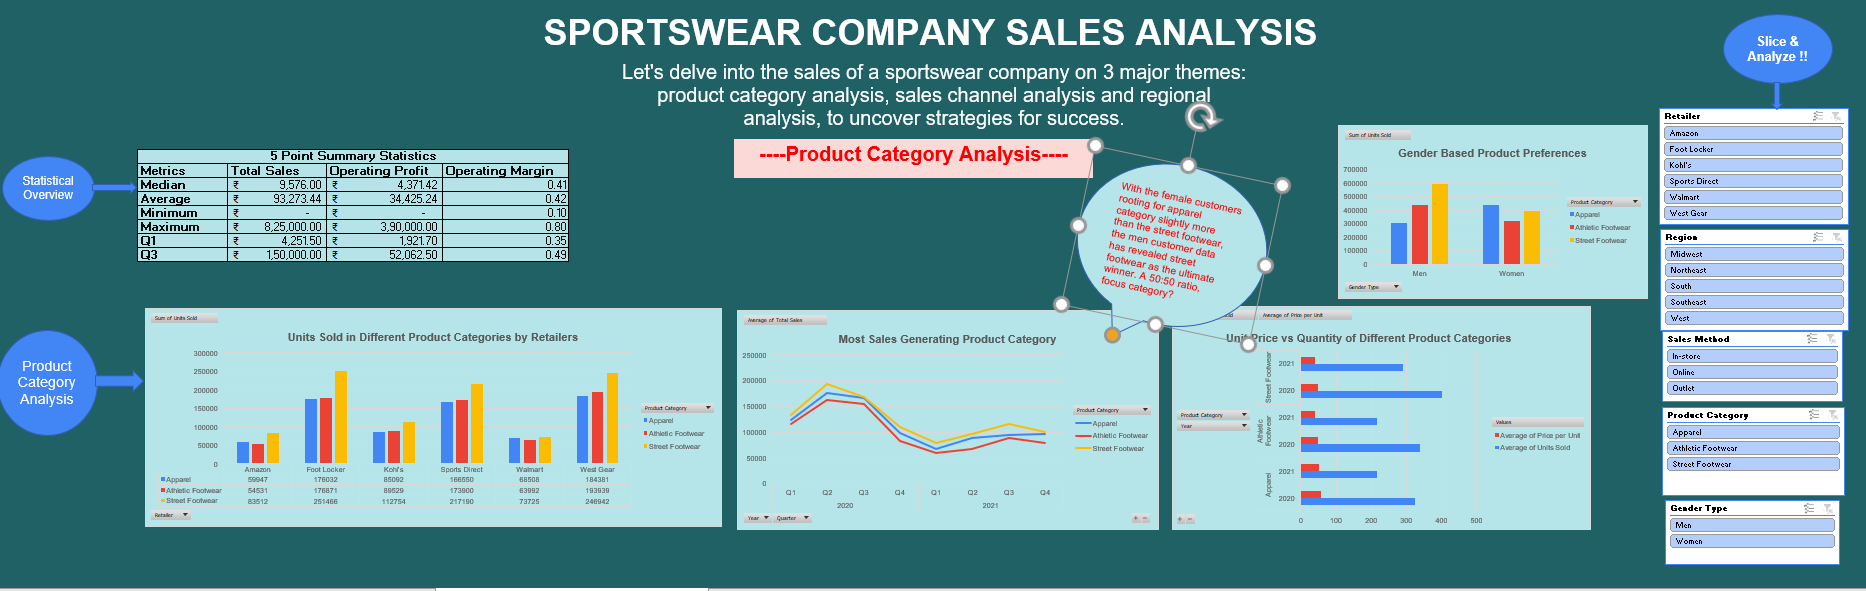 SPORTSWEAR COMPANY SALES ANALYSIS
Let's delve into the sales of a sportswear company on 3 major themes:
product category analysis, sales channel analysis and regional
analysis, to uncover strategies for success.
Slice &
Analyze !!
----Product Category Analysis----
Statistical
Overview
5 Point Summary Statistics
Metrics Total Sales Operating Profit Operating Margin
Median ₹ 9,576.00 ₹ 4,371.42 0.41
Average ₹ 93,273.44 ₹ 34,425.24 0.42
Minimum ₹ - ₹ - 0.10
Maximum ₹ 8,25,000.00 ₹ 3,90,000.00 0.80
Q1 ₹ 4,251.50 ₹ 1,921.70 0.35
Q3 ₹ 1,50,000.00 ₹ 52,062.50 0.49
With the female customers
rooting for apparel
category slightly more
than the street footwear,
the men customer data
has revealed street
footwear as the ultimate
winner. A 50:50 ratio,
focus category?
Sum of Units Sold
Gender Based Product Preferences
700000
600000
500000
400000
300000
200000
100000
0
Men Women
Product Category
Apparel
Athletic Footwear
Street Footwear
Gender Type
Product
Category
Analysis
Sum of Units Sold
Units Sold in Different Product Categories by Retailers
300000
250000
200000
150000
100000
50000
0
Amazon Foot Locker Kohl's Sports Direct Walmart West Gear
Apparel 59947 176032 85092 166550 68508 184381
Athletic Footwear 54531 176871 89529 173900 63992 193939
Street Footwear 83512 251466 112754 217190 73725 246942
Product Category
Apparel
Athletic Footwear
Street Footwear
Retailer
Average of Total Sales
Most Sales Generating Product Category
250000
200000
150000
100000
50000
0
Q1 Q2 Q3 Q4 Q1 Q2 Q3 Q4
2020 2021
Product Category
Apparel
Athletic Footwear
Street Footwear
Year Quarter
Average of Price per Unit
Unit Price vs Quantity of Different Product Categories
Product Category
Year
Street Footwear
2021
2020
Athletic
Footwear
2021
2020
Apparel
2021
2020
0 100 200 300 400 500
Values
Average of Price per Unit
Average of Units Sold
Retailer
Amazon
Foot Locker
Kohl's
Sports Direct
Walmart
West Gear
Region
Midwest
Northeast
South
Southeast
West
Sales Method
In-store
Online
Outlet
Product Category
Apparel
Athletic Footwear
Street Footwear
Gender Type
Men
Women